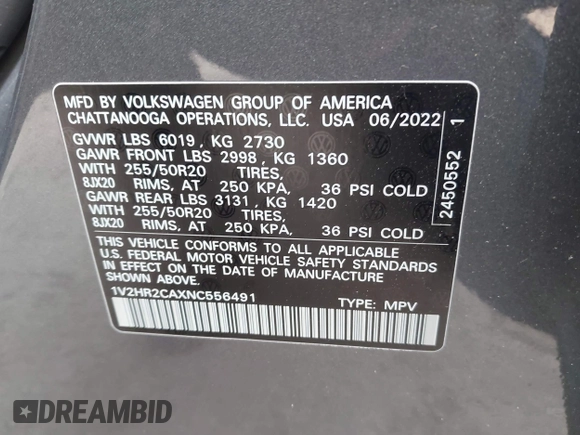 MFD BY VOLKSWAGEN GROUP OF AMERICA
CHATTANOOGA OPERATIONS, LLC. USA 06/2022
GVWR LBS 6019, KG 2730
GAWR FRONT LBS 2998, KG 1360
WITH 255/50R20 TIRES,
8JX20 RIMS, AT 250 KPA, 36 PSI COLD
GAWR REAR LBS 3131, KG 1420
WITH 255/50R20 TIRES,
8JX20 RIMS, AT 250 KPA, 36 PSI COLD
THIS VEHICLE CONFORMS TO ALL APPLICABLE
U.S. FEDERAL MOTOR VEHICLE SAFETY STANDARDS
IN EFFECT ON THE DATE OF MANUFACTURE
SHOWN ABOVE.
1V2HR2CAXNC556491 TYPE: MPV
2450552 1
DREAMBID